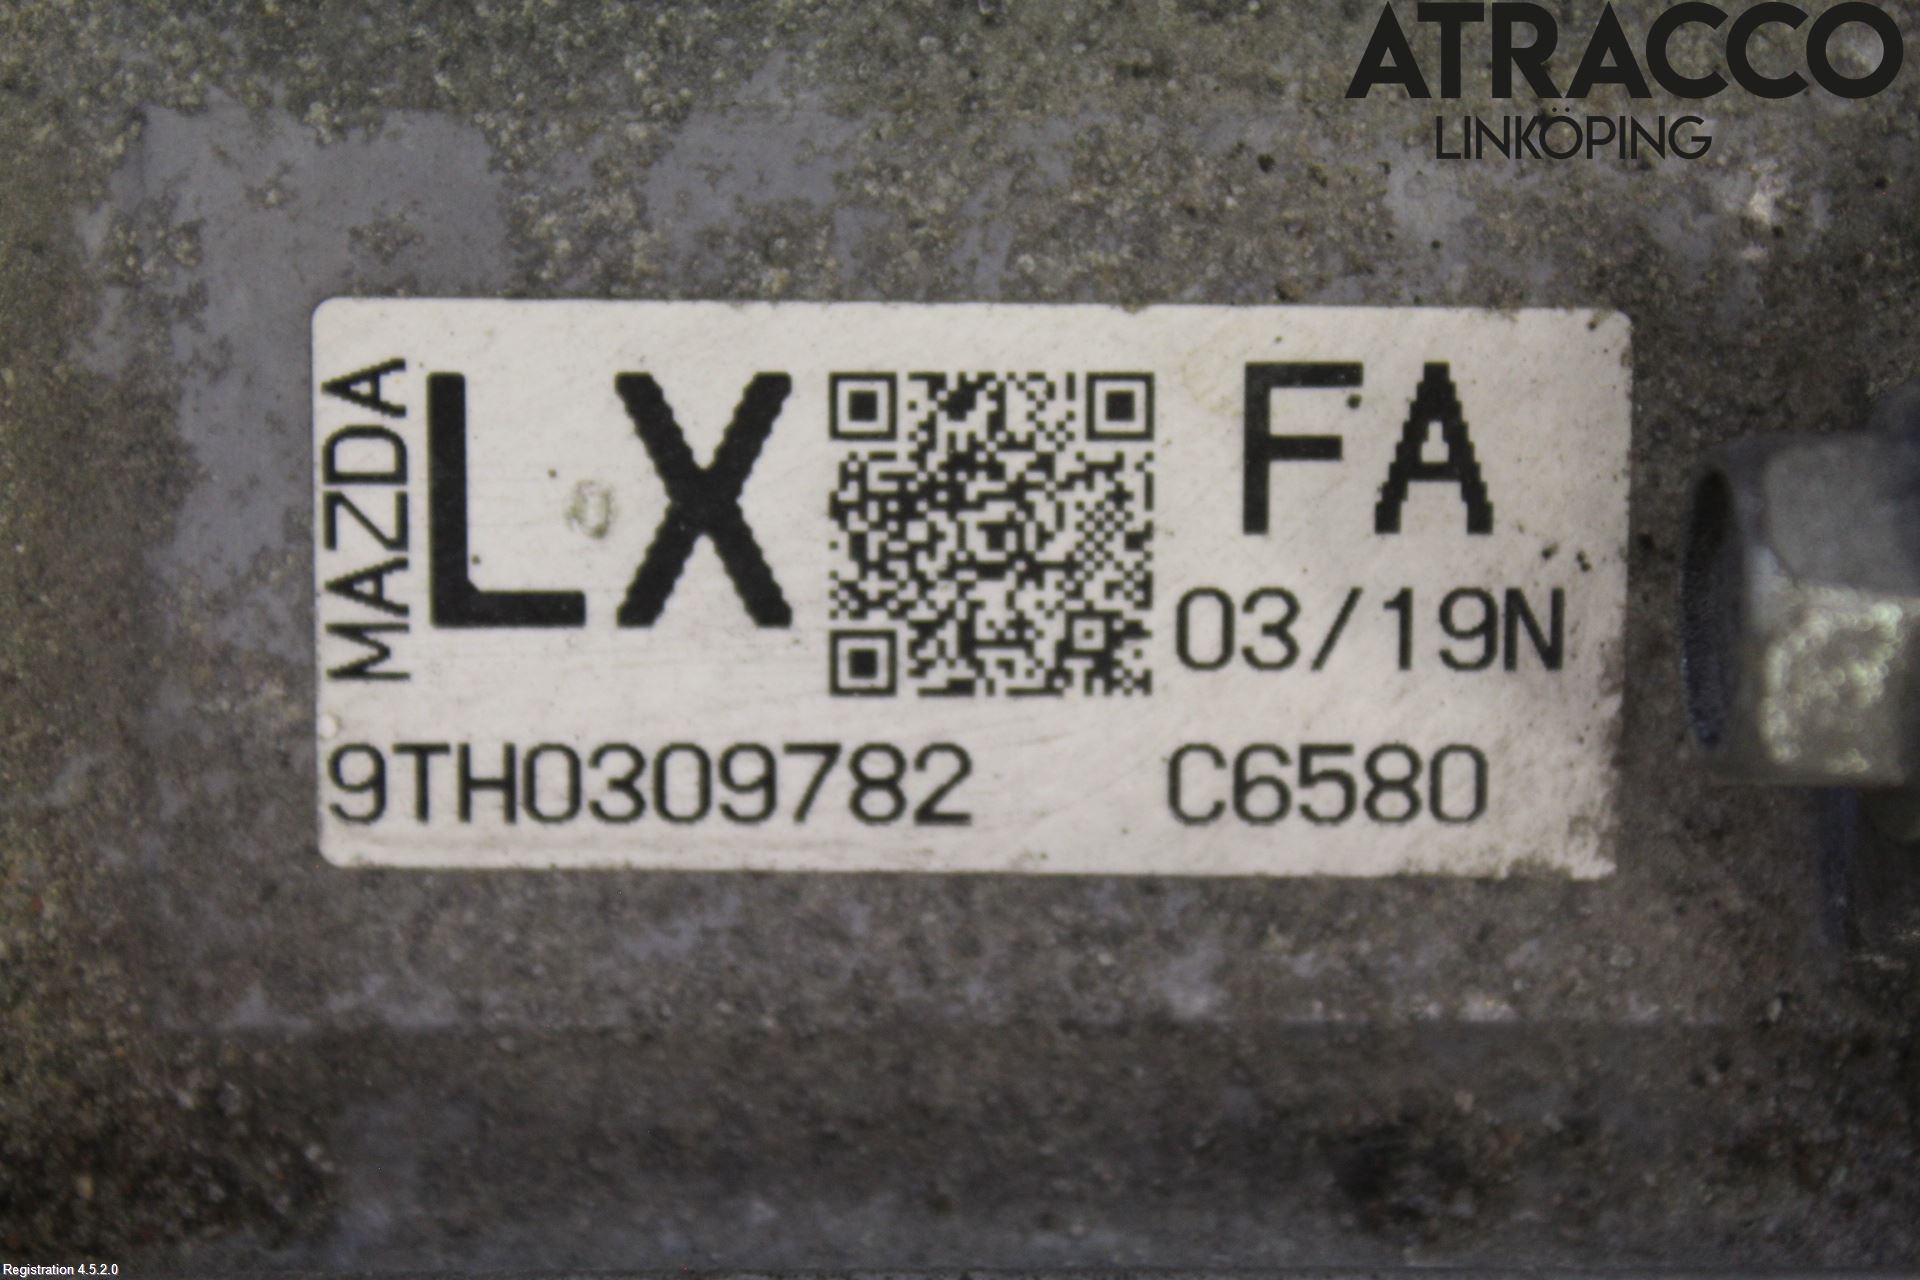 ATRACCO
LINKÖPING
MAZDA
LX
FA
03/19N
9TH0309782 C6580
Registration 4.5.2.0